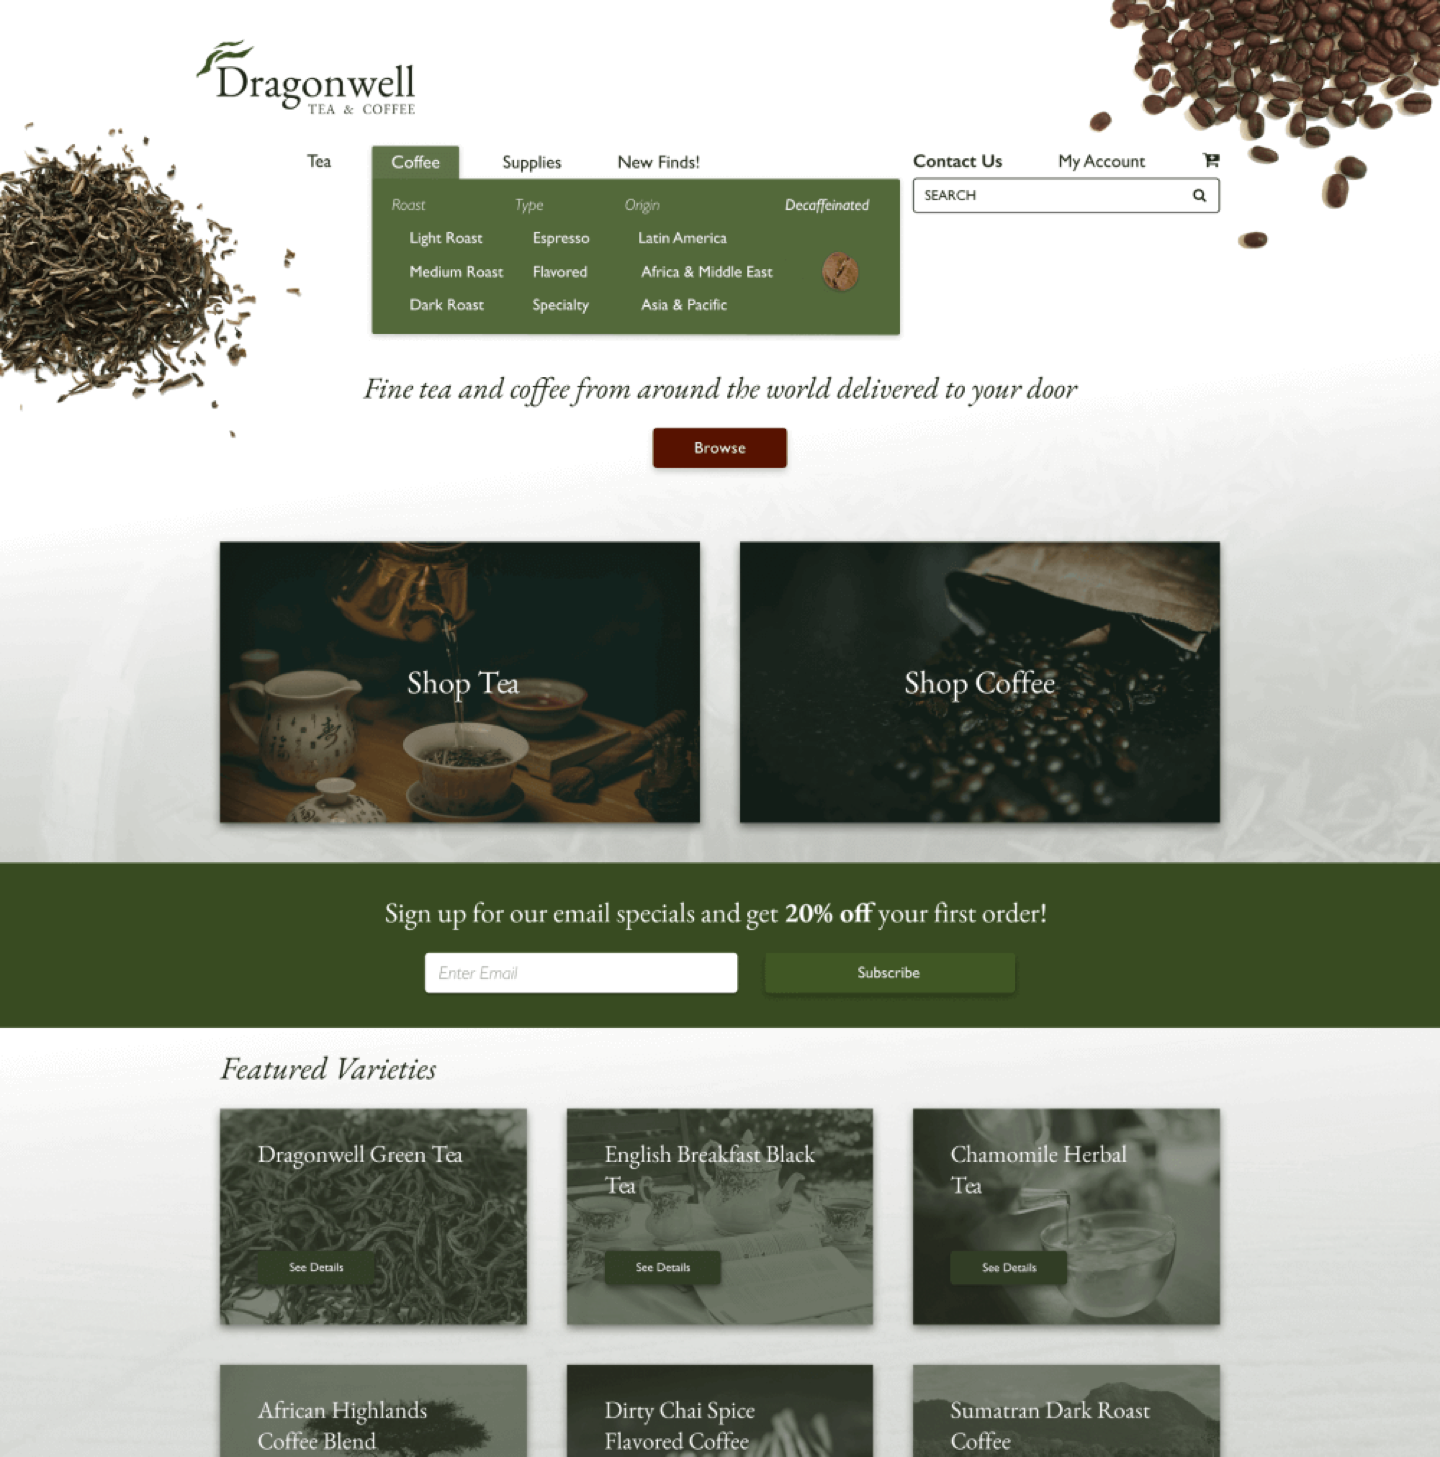 Dragonwell
TEA & COFFEE
Tea
Coffee
Supplies
New Finds!
Contact Us
My Account
SEARCH
Roast
Type
Origin
Decaffeinated
Light Roast
Espresso
Latin America
Medium Roast
Flavored
Africa & Middle East
Dark Roast
Specialty
Asia & Pacific
Fine tea and coffee from around the world delivered to your door
Browse
Shop Tea
Shop Coffee
Sign up for our email specials and get 20% off your first order!
Enter Email
Subscribe
Featured Varieties
Dragonwell Green Tea
See Details
English Breakfast Black
Tea
See Details
Chamomile Herbal
Tea
See Details
African Highlands
Coffee Blend
Dirty Chai Spice
Flavored Coffee
Sumatran Dark Roast
Coffee